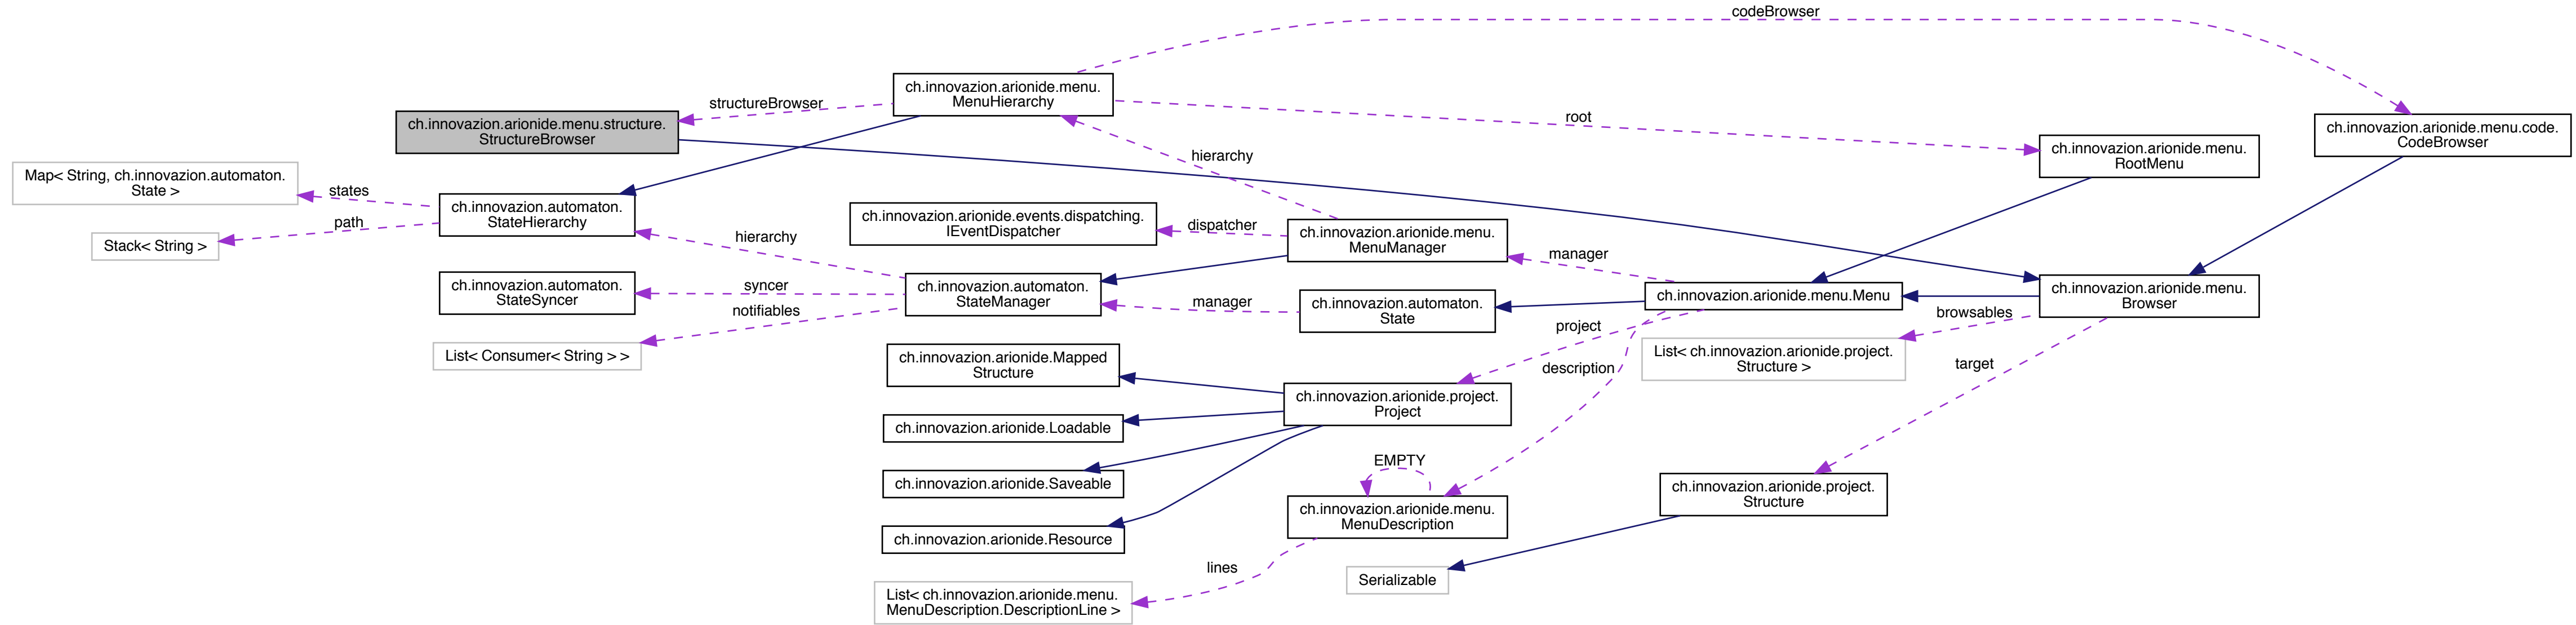 codeBrowser
ch.innovazion.arionide.menu.
MenuHierarchy
structureBrowser
ch.innovazion.arionide.menu.structure.
StructureBrowser
root
ch.innovazion.arionide.menu.code.
CodeBrowser
ch.innovazion.arionide.menu.
RootMenu
hierarchy
Map< String, ch.innovazion.automaton.
State >
states
path
Stack< String >
ch.innovazion.automaton.
StateHierarchy
ch.innovazion.arionide.events.dispatching.
IEventDispatcher
dispatcher
ch.innovazion.arionide.menu.
MenuManager
hierarchy
manager
ch.innovazion.automaton.
StateSyncer
syncer
notifiables
ch.innovazion.automaton.
StateManager
manager
ch.innovazion.automaton.
State
ch.innovazion.arionide.menu.Menu
ch.innovazion.arionide.menu.
Browser
browsables
List< Consumer< String > >
project
List< ch.innovazion.arionide.project.
Structure >
target
description
ch.innovazion.arionide.Mapped
Structure
ch.innovazion.arionide.project.
Project
ch.innovazion.arionide.Loadable
EMPTY
ch.innovazion.arionide.Saveable
ch.innovazion.arionide.project.
Structure
ch.innovazion.arionide.menu.
MenuDescription
ch.innovazion.arionide.Resource
lines
Serializable
List< ch.innovazion.arionide.menu.
MenuDescription.DescriptionLine >